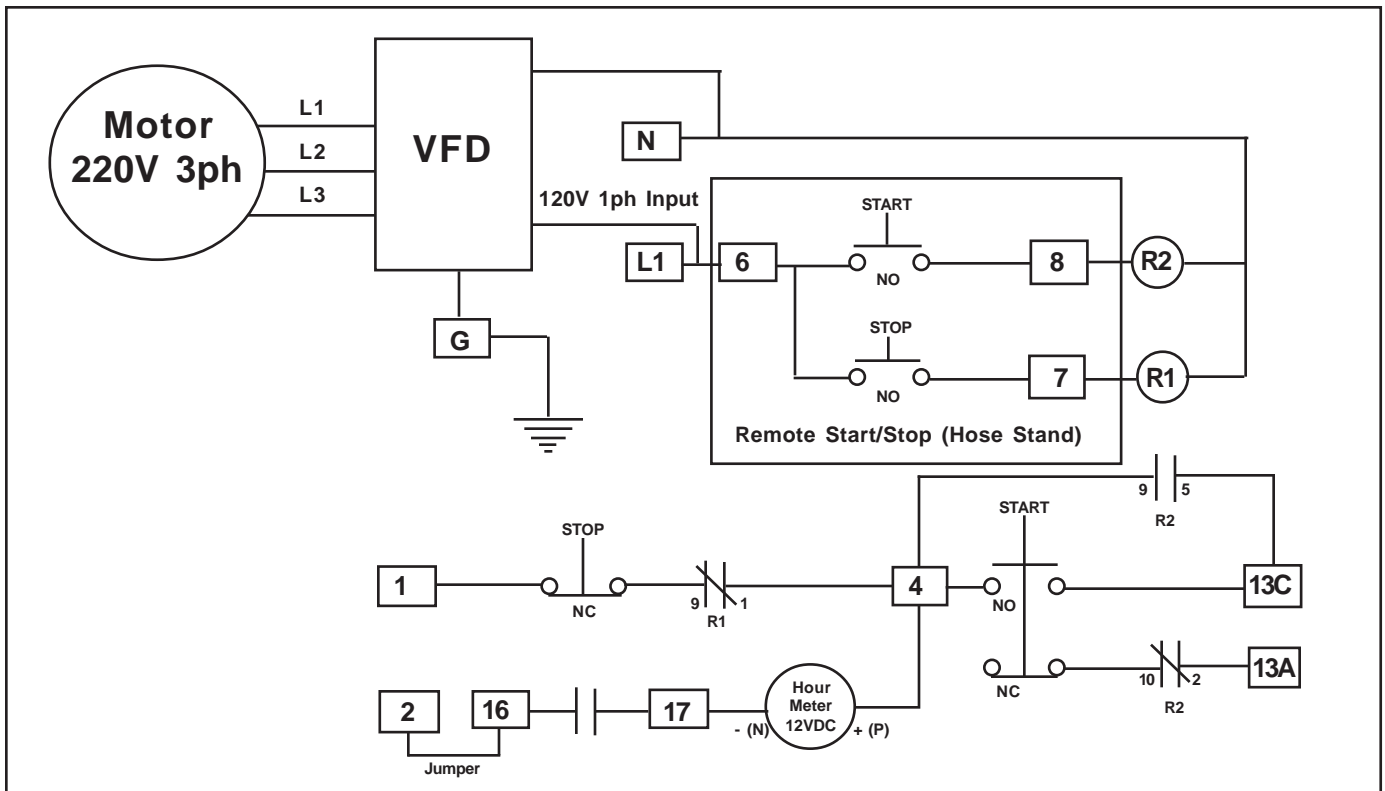 Motor
220V 3ph
L1
L2
L3
VFD
N
120V 1ph Input
L1
6
START
NO
8
R2
STOP
NO
7
R1
Remote Start/Stop (Hose Stand)
G
9
5
R2
START
STOP
1
NC
9
1
R1
4
NO
13C
NC
10
2
R2
13A
2
16
17
Hour
Meter
12VDC
- (N)
+ (P)
Jumper